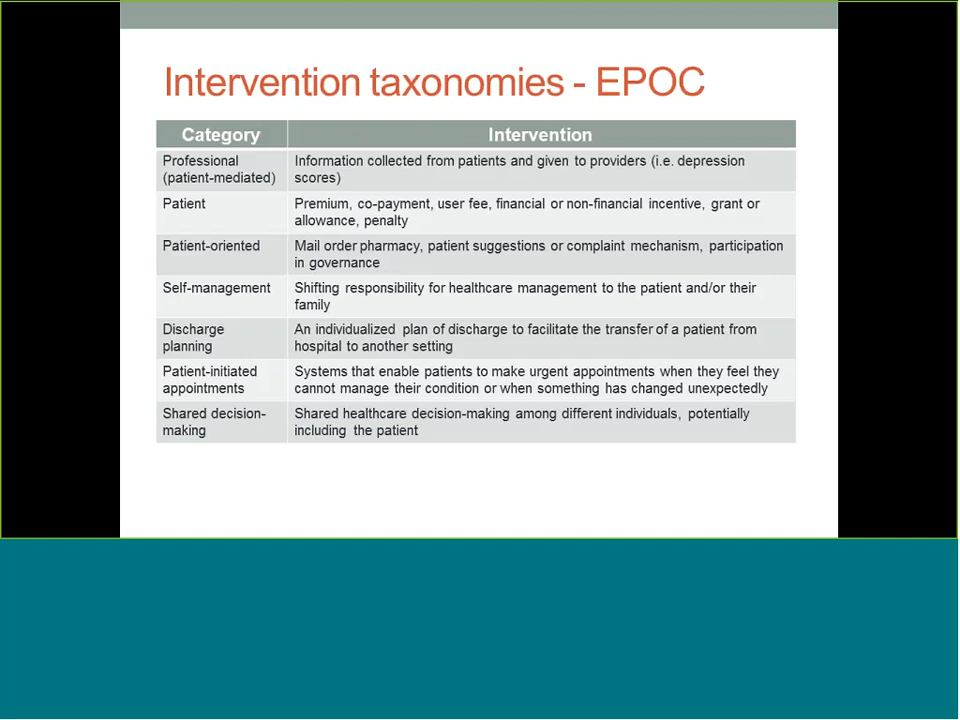 Intervention taxonomies - EPOC
Category Intervention
Professional
(patient-mediated)
Information collected from patients and given to providers (i.e. depression
scores)
Patient
Premium, co-payment, user fee, financial or non-financial incentive, grant or
allowance, penalty
Patient-oriented
Mail order pharmacy, patient suggestions or complaint mechanism, participation
in governance
Self-management
Shifting responsibility for healthcare management to the patient and/or their
family
Discharge
planning
An individualized plan of discharge to facilitate the transfer of a patient from
hospital to another setting
Patient-initiated
appointments
Systems that enable patients to make urgent appointments when they feel they
cannot manage their condition or when something has changed unexpectedly
Shared decision-
making
Shared healthcare decision-making among different individuals, potentially
including the patient